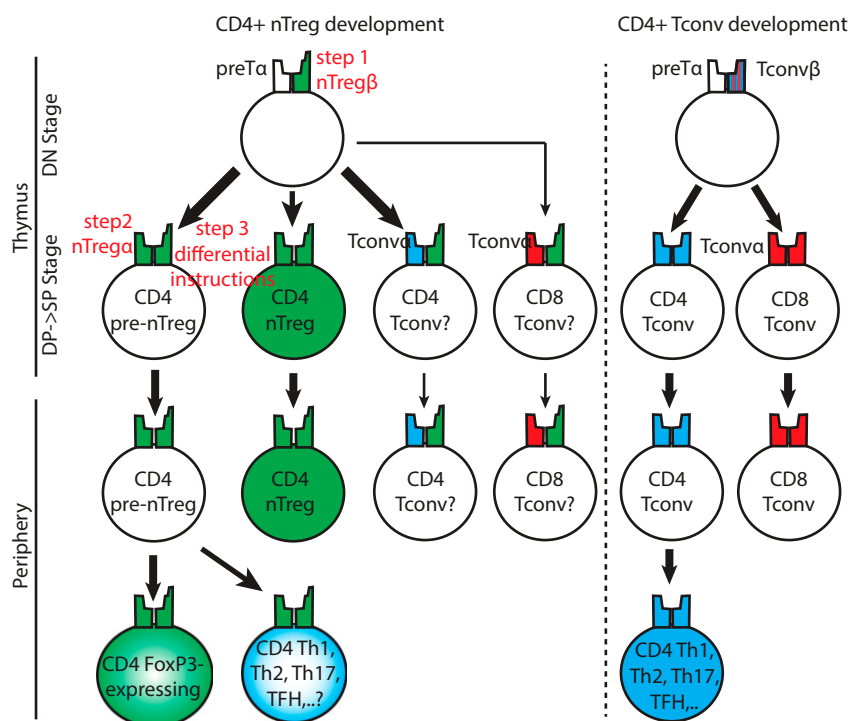 CD4+ nTreg development
CD4+ Tconv development
preTα
step 1
nTregβ
preTα
Tconvβ
DN Stage
Thymus
step2
nTregα
step 3
differential
instructions
Tconvα
Tconvα
Tconvα
DP->SP Stage
CD4
pre-nTreg
CD4
nTreg
CD4
Tconv?
CD8
Tconv?
CD4
Tconv
CD8
Tconv
Periphery
CD4
pre-nTreg
CD4
nTreg
CD4
Tconv?
CD8
Tconv?
CD4
Tconv
CD8
Tconv
CD4 FoxP3-
expressing
CD4 Th1,
Th2, Th17,
TFH,..?
CD4 Th1,
Th2, Th17,
TFH,..